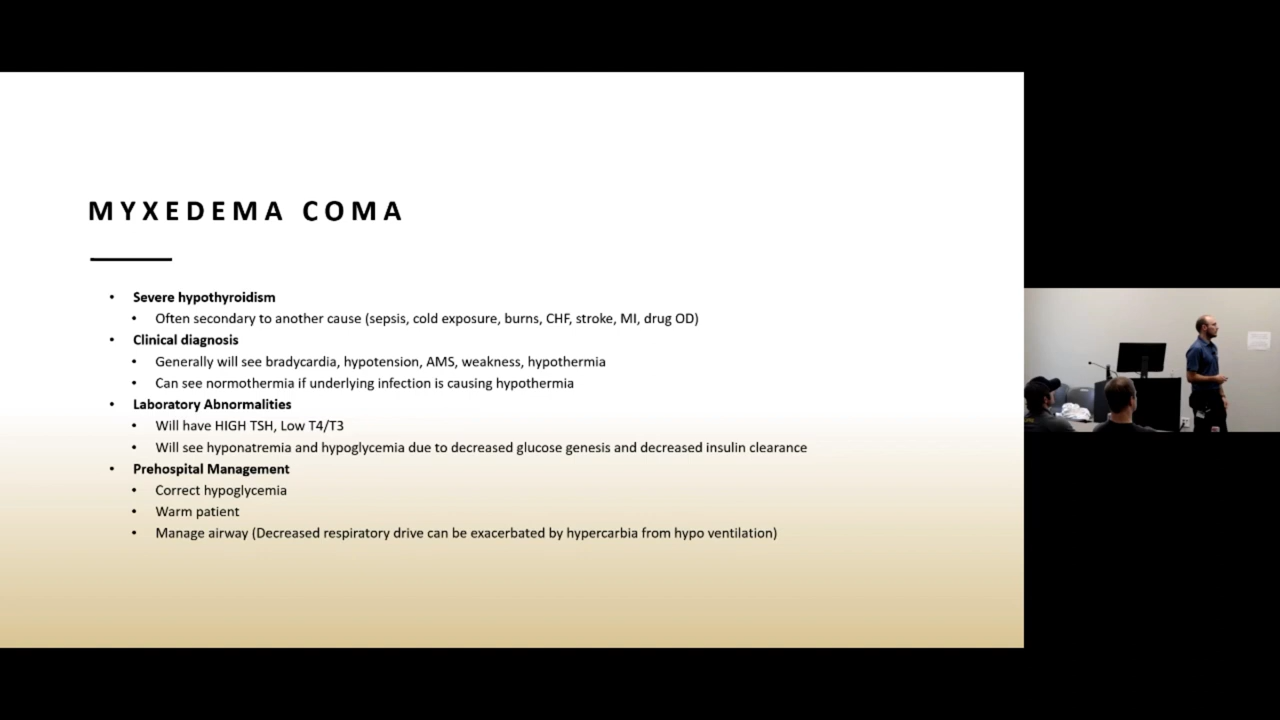 MYXEDEMA COMA
• Severe hypothyroidism
• Often secondary to another cause (sepsis, cold exposure, burns, CHF, stroke, MI, drug OD)
• Clinical diagnosis
• Generally will see bradycardia, hypotension, AMS, weakness, hypothermia
• Can see normothermia if underlying infection is causing hypothermia
• Laboratory Abnormalities
• Will have HIGH TSH, Low T4/T3
• Will see hyponatremia and hypoglycemia due to decreased glucose genesis and decreased insulin clearance
• Prehospital Management
• Correct hypoglycemia
• Warm patient
• Manage airway (Decreased respiratory drive can be exacerbated by hypercarbia from hypo ventilation)